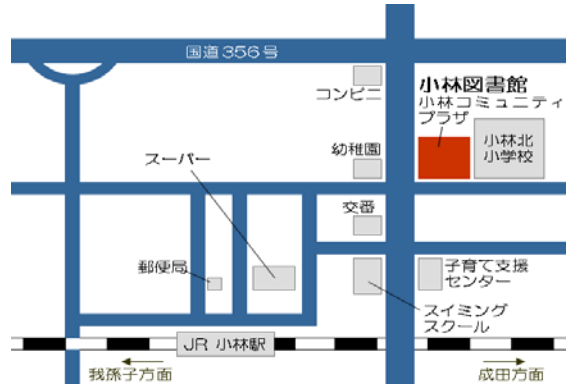 国道356号
コンビニ
小林図書館
小林コミュニティ
プラザ
小林北
小学校
幼稚園
スーパー
交番
郵便局
子育て支援
センター
スイミング
スクール
JR 小林駅
我孫子方面
成田方面